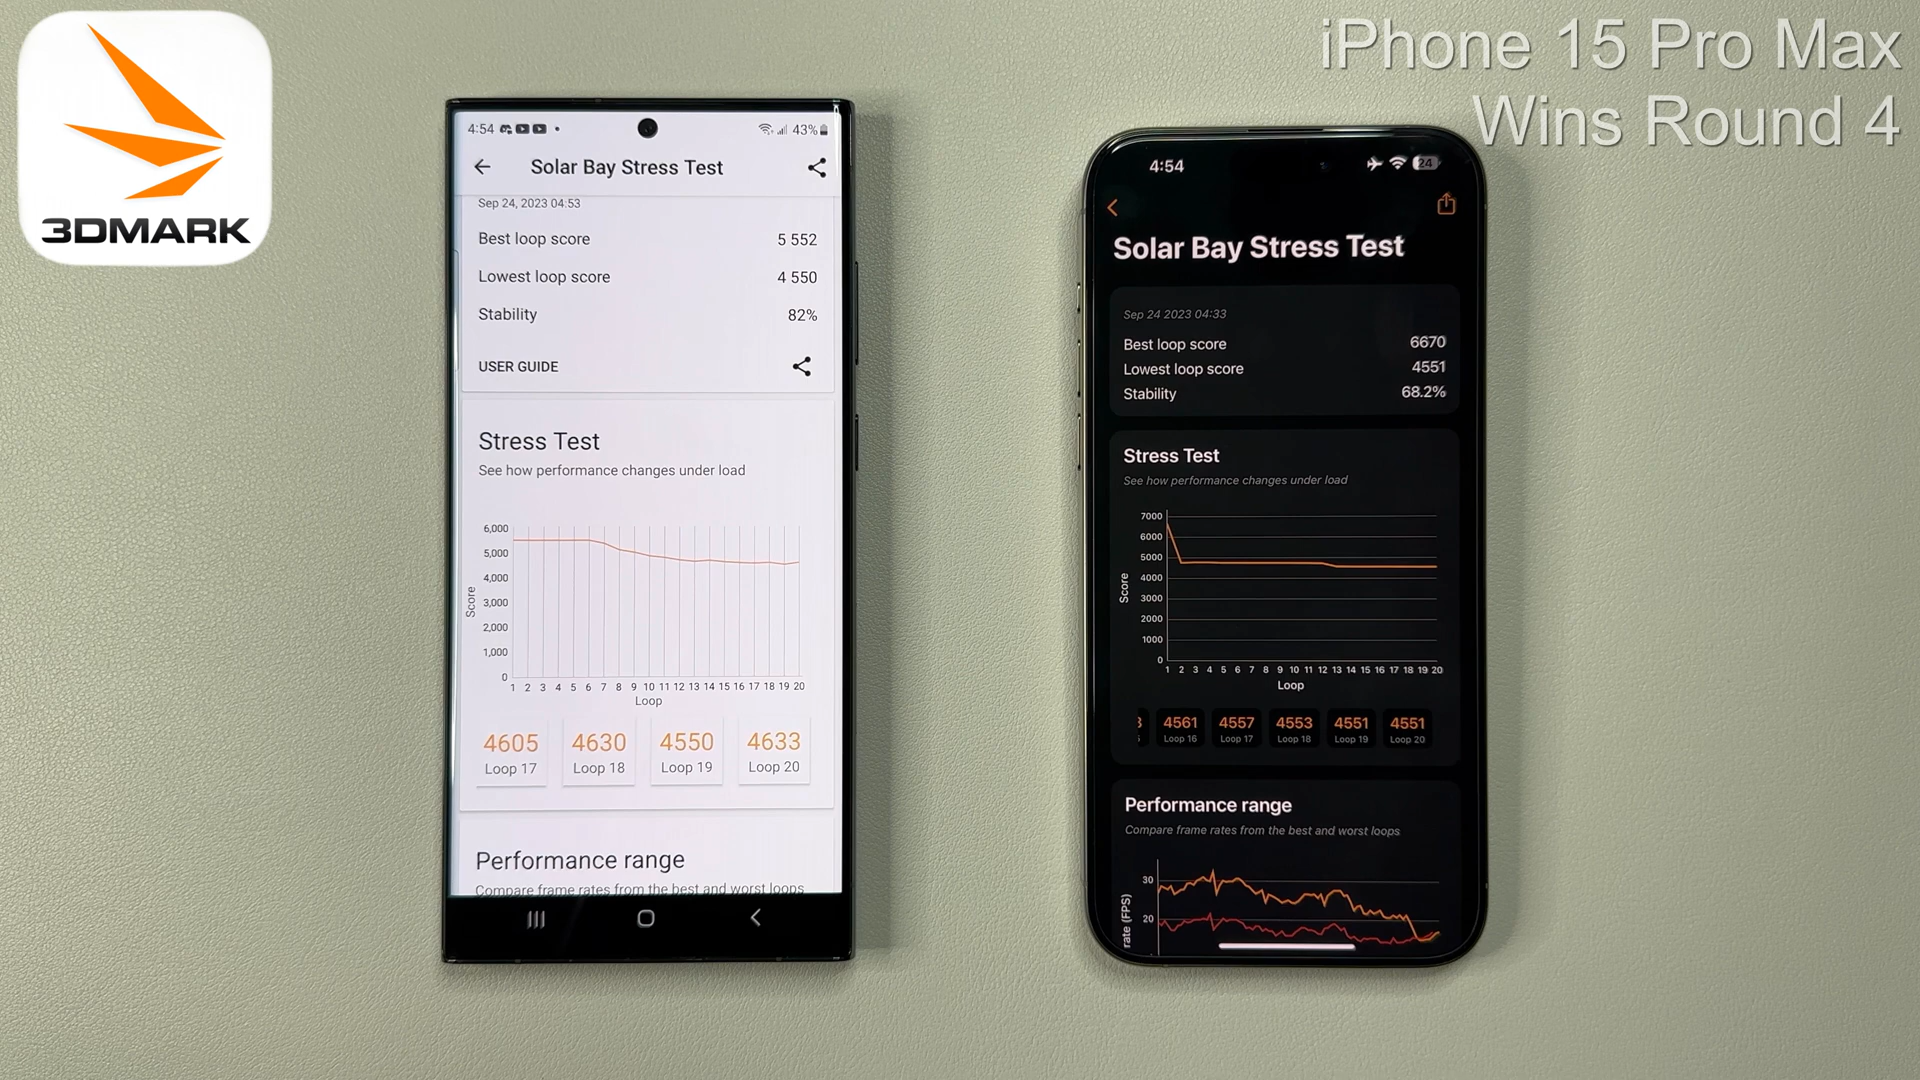 3DMARK
iPhone 15 Pro Max
Wins Round 4
4:54
43%
Solar Bay Stress Test
Sep 24, 2023 04:53
Best loop score 5 552
Lowest loop score 4 550
Stability 82%
USER GUIDE
Stress Test
See how performance changes under load
6,000
5,000
4,000
3,000
2,000
1,000
0
Score
1 2 3 4 5 6 7 8 9 10 11 12 13 14 15 16 17 18 19 20
Loop
4605 4630 4550 4633
Loop 17 Loop 18 Loop 19 Loop 20
Performance range
Compare frame rates from the best and worst loops
4:54
24
Solar Bay Stress Test
Sep 24 2023 04:33
Best loop score 6670
Lowest loop score 4551
Stability 68.2%
Stress Test
See how performance changes under load
7000
6000
5000
4000
3000
2000
1000
0
Score
1 2 3 4 5 6 7 8 9 10 11 12 13 14 15 16 17 18 19 20
Loop
4561 4557 4553 4551 4551
Loop 16 Loop 17 Loop 18 Loop 19 Loop 20
Performance range
Compare frame rates from the best and worst loops
30
20
rate (FPS)